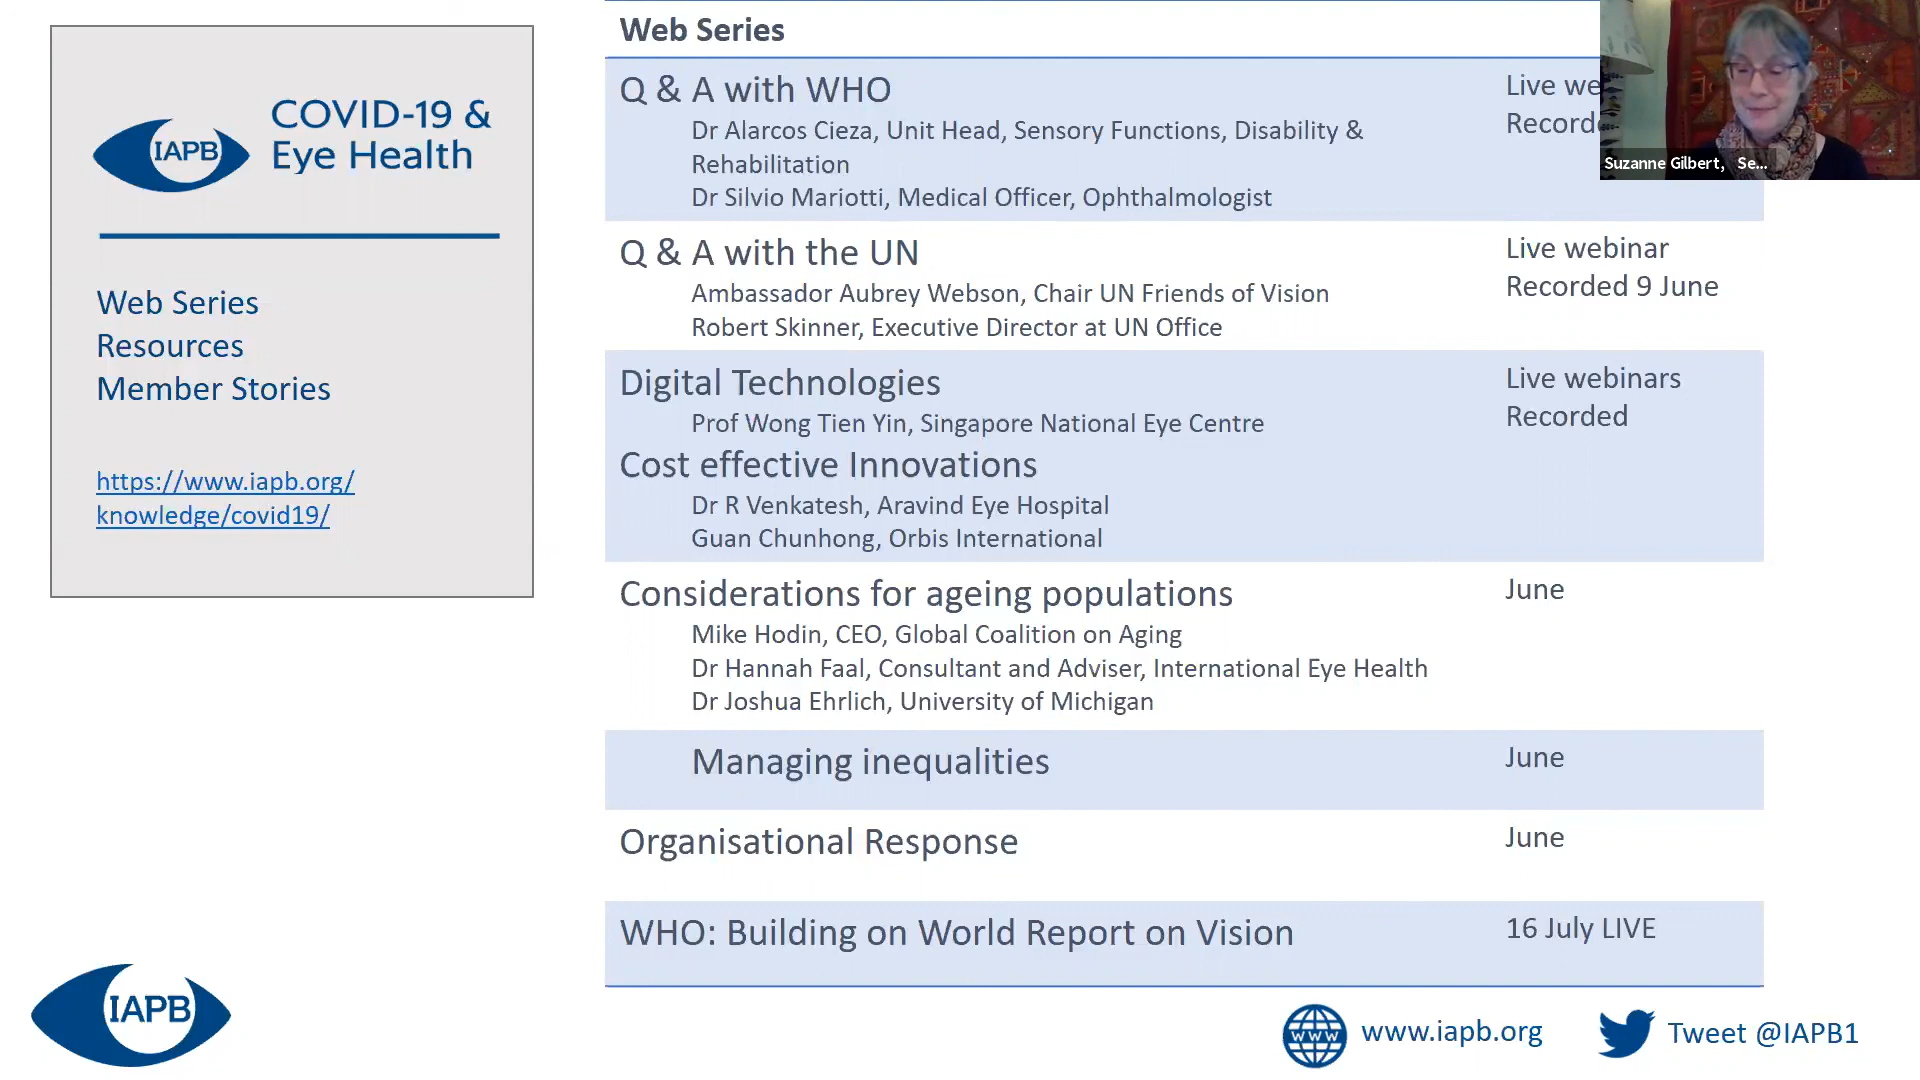 IAPB
COVID-19 &
Eye Health
Web Series
Resources
Member Stories
https://www.iapb.org/
knowledge/covid19/
Web Series
Q & A with WHO
Dr Alarcos Cieza, Unit Head, Sensory Functions, Disability &
Rehabilitation
Dr Silvio Mariotti, Medical Officer, Ophthalmologist
Live we
Record
Q & A with the UN
Ambassador Aubrey Webson, Chair UN Friends of Vision
Robert Skinner, Executive Director at UN Office
Live webinar
Recorded 9 June
Digital Technologies
Prof Wong Tien Yin, Singapore National Eye Centre
Cost effective Innovations
Dr R Venkatesh, Aravind Eye Hospital
Guan Chunhong, Orbis International
Live webinars
Recorded
Considerations for ageing populations
Mike Hodin, CEO, Global Coalition on Aging
Dr Hannah Faal, Consultant and Adviser, International Eye Health
Dr Joshua Ehrlich, University of Michigan
June
Managing inequalities
June
Organisational Response
June
WHO: Building on World Report on Vision
16 July LIVE
Suzanne Gilbert, Se...
IAPB
www
www.iapb.org
Tweet @IAPB1